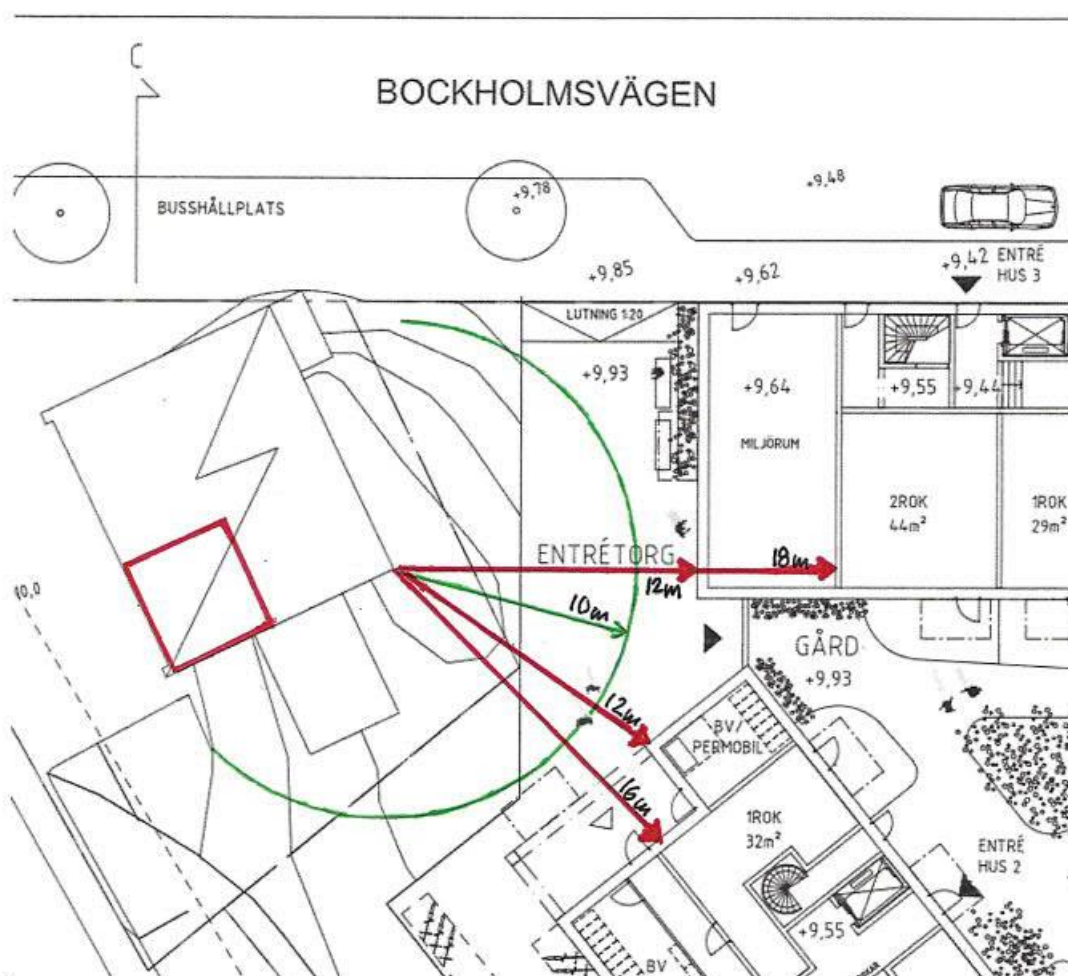 C
BOCKHOLMSVÄGEN
BUSSHÅLLPLATS
+9,78
+9,48
+9,85
+9,62
+9,42
ENTRÉ
HUS 3
LUTNING 1:20
+9,93
+9,64
+9,55
+9,44
MILJÖRUM
2ROK
44m²
1ROK
29m²
ENTRÉTORG
12m
18m
10m
10,0
GÅRD
+9,93
12m
BV/
PERMOBIL
16m
1ROK
32m²
ENTRÉ
HUS 2
+9,55
BV